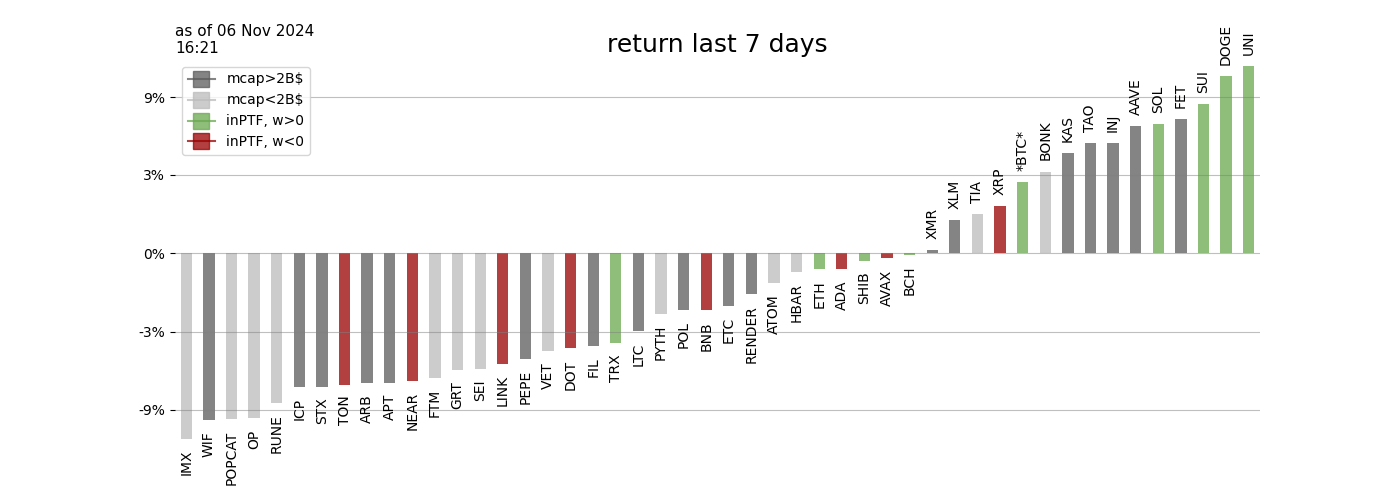 as of 06 Nov 2024
16:21
return last 7 days
mcap>2B$
mcap<2B$
inPTF, w>0
inPTF, w<0
9%
3%
0%
-3%
-9%
IMX
WIF
POPCAT
OP
RUNE
ICP
STX
TON
ARB
APT
NEAR
FTM
GRT
SEI
LINK
PEPE
VET
DOT
FIL
TRX
LTC
PYTH
POL
BNB
ETC
RENDER
ATOM
HBAR
ETH
ADA
SHIB
AVAX
BCH
XMR
XLM
TIA
XRP
*BTC*
BONK
KAS
TAO
INJ
AAVE
SOL
FET
SUI
DOGE
UNI